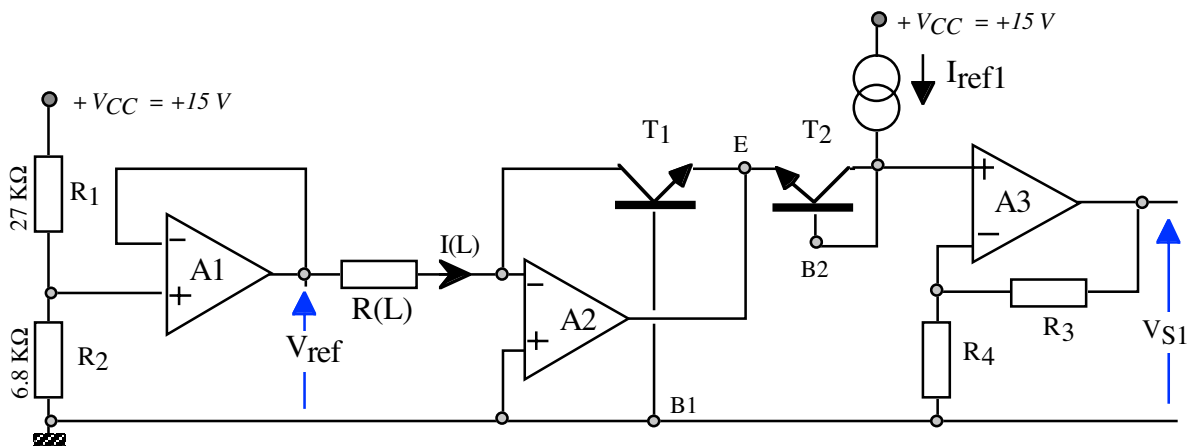 + VCC = +15 V
Iref1
+ VCC = +15 V
T1
E
T2
27 KΩ
R1
A1
−
+
I(L)
R(L)
Vref
6.8 KΩ
R2
A2
−
+
B1
B2
A3
+
−
R3
R4
VS1